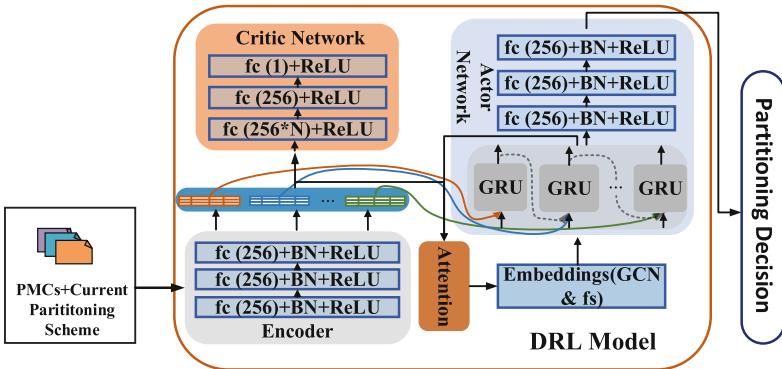 Critic Network
fc (1)+ReLU
fc (256)+ReLU
fc (256*N)+ReLU
...
fc (256)+BN+ReLU
fc (256)+BN+ReLU
fc (256)+BN+ReLU
Encoder
PMCs+Current
Parititoning
Scheme
Actor
Network
fc (256)+BN+ReLU
fc (256)+BN+ReLU
fc (256)+BN+ReLU
GRU
GRU
...
GRU
Attention
Embeddings(GCN
& fs)
DRL Model
Partitioning Decision